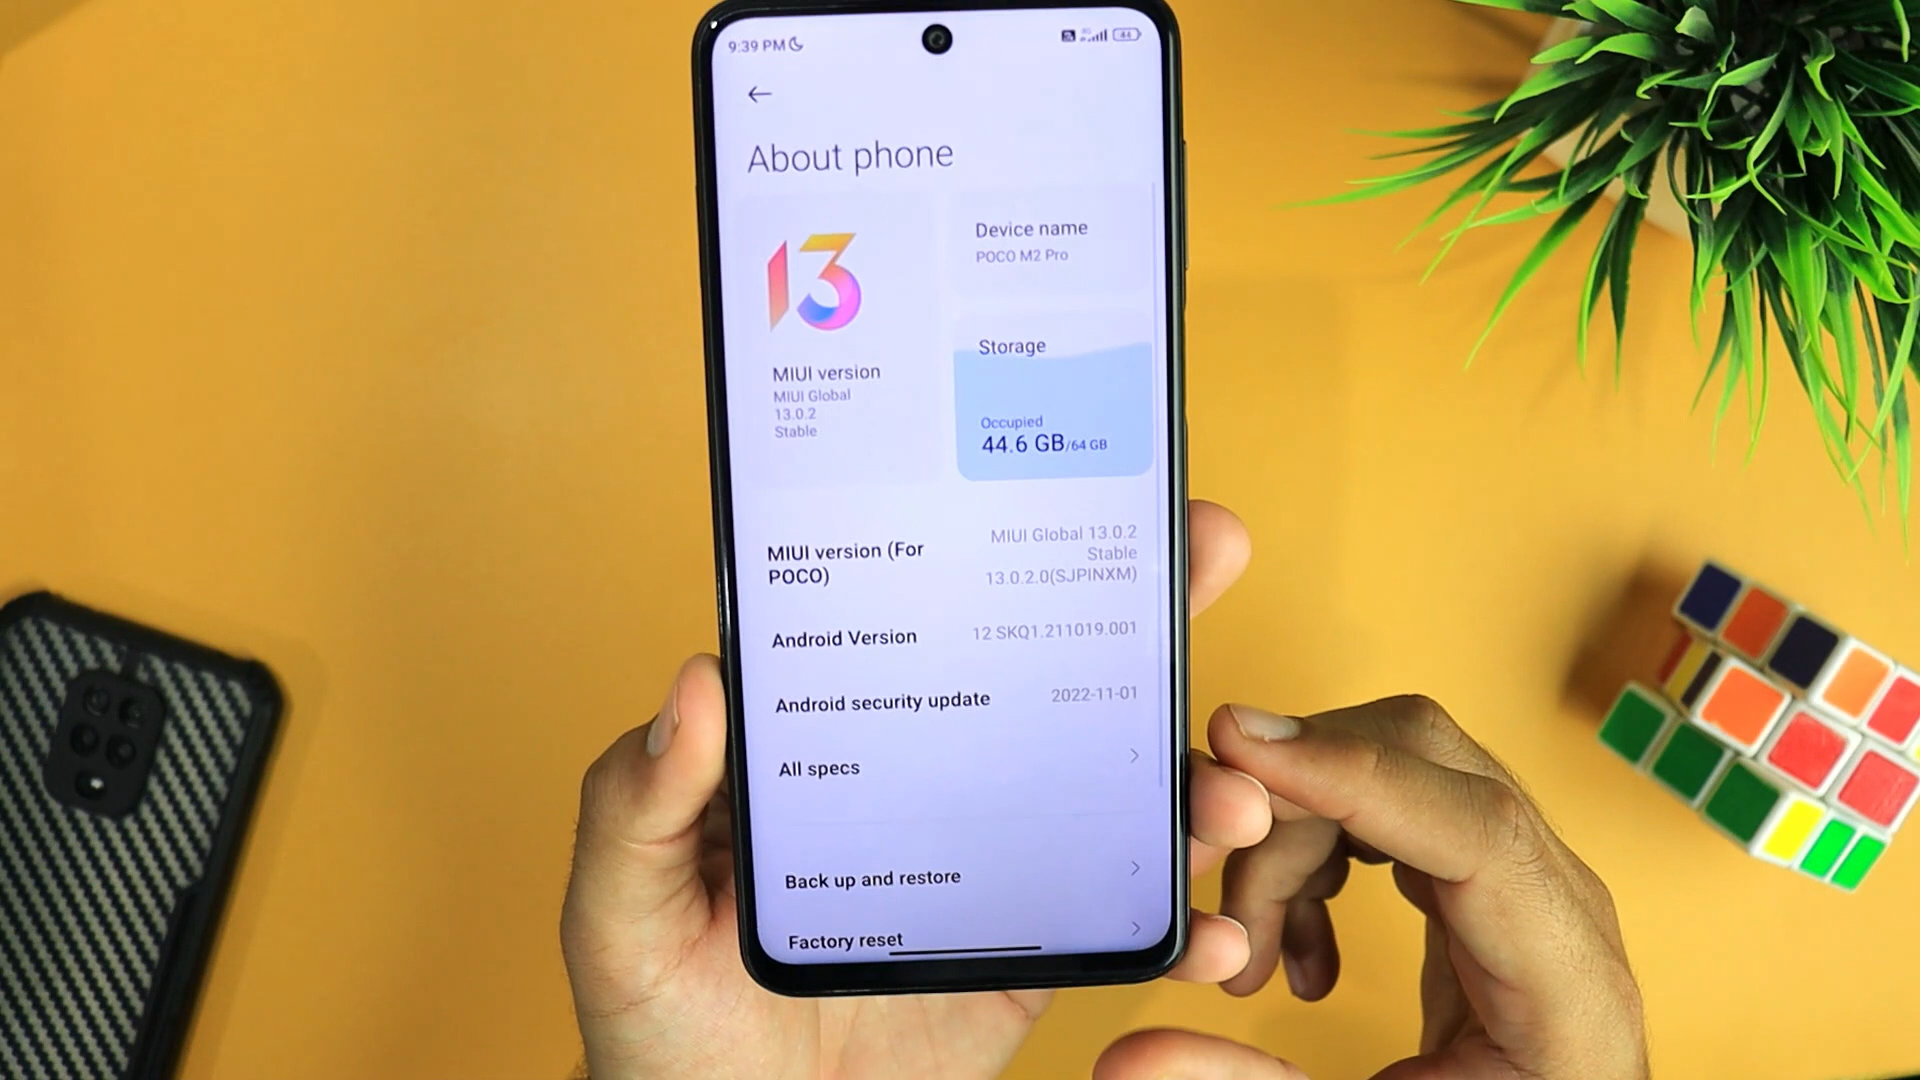 9:39 PM
44
About phone
13
MIUI version
MIUI Global
13.0.2
Stable
Device name
POCO M2 Pro
Storage
Occupied
44.6 GB/64 GB
MIUI version (For
POCO)
MIUI Global 13.0.2
Stable
13.0.2.0(SJPINXM)
Android Version
12 SKQ1.211019.001
Android security update
2022-11-01
All specs
Back up and restore
Factory reset